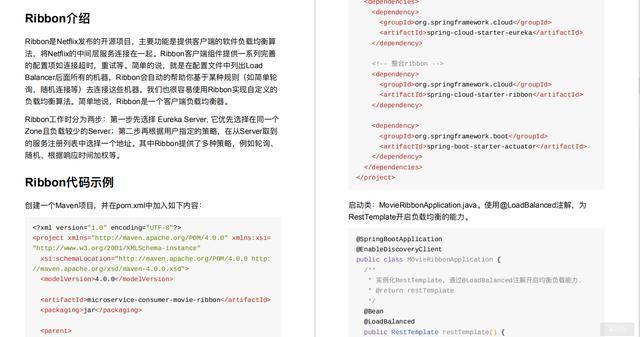 Ribbon介绍
Ribbon是Netflix发布的开源项目，主要功能是提供客户端的软件负载均衡算
法，将Netflix的中间层服务连接在一起。Ribbon客户端组件提供一系列完善
的配置项如连接超时，重试等。简单的说，就是在配置文件中列出Load
Balancer后面所有的机器，Ribbon会自动的帮助你基于某种规则（如简单轮
询，随机连接等）去连接这些机器。我们也很容易使用Ribbon实现自定义的
负载均衡算法。简单地说，Ribbon是一个客户端负载均衡器。
Ribbon工作时分为两步：第一步先选择 Eureka Server, 它优先选择在同一个
Zone且负载较少的Server；第二步再根据用户指定的策略，在从Server取到
的服务注册列表中选择一个地址。其中Ribbon提供了多种策略，例如轮询、
随机、根据响应时间加权等。
Ribbon代码示例
创建一个Maven项目，并在pom.xml中加入如下内容：
<?xml version="1.0" encoding="UTF-8"?>
<project xmlns="http://maven.apache.org/POM/4.0.0" xmlns:xsi=
"http://www.w3.org/2001/XMLSchema-instance"
xsi:schemaLocation="http://maven.apache.org/POM/4.0.0 http:
//maven.apache.org/xsd/maven-4.0.0.xsd">
<modelVersion>4.0.0</modelVersion>
<artifactId>microservice-consumer-movie-ribbon</artifactId>
<packaging>jar</packaging>
<parent>
<dependencies>
<dependency>
<groupId>org.springframework.cloud</groupId>
<artifactId>spring-cloud-starter-eureka</artifactId>
</dependency>
<!-- 整合ribbon -->
<dependency>
<groupId>org.springframework.cloud</groupId>
<artifactId>spring-cloud-starter-ribbon</artifactId>
</dependency>
<dependency>
<groupId>org.springframework.boot</groupId>
<artifactId>spring-boot-starter-actuator</artifactId>
</dependency>
</dependencies>
</project>
启动类：MovieRibbonApplication.java。使用@LoadBalanced注解，为
RestTemplate开启负载均衡的能力。
@SpringBootApplication
@EnableDiscoveryClient
public class MovieRibbonApplication {
/**
* 实例化RestTemplate，通过@LoadBalanced注解开启均衡负载能力.
* @return restTemplate
*/
@Bean
@LoadBalanced
public RestTemplate restTemplate() {